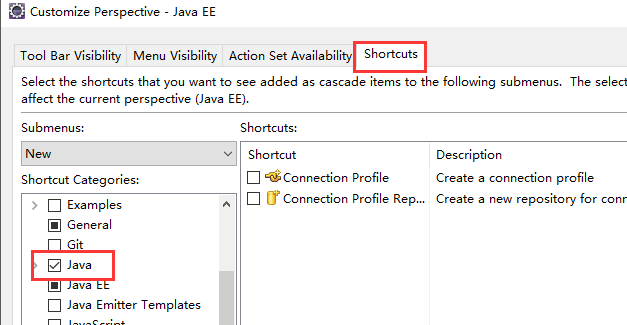 Customize Perspective - Java EE
Tool Bar Visibility Menu Visibility Action Set Availability Shortcuts
Select the shortcuts that you want to see added as cascade items to the following submenus. The selec
affect the current perspective (Java EE).
Submenus: Shortcuts:
New
Shortcut Description
Shortcut Categories:
Connection Profile Create a connection profile
Connection Profile Rep... Create a new repository for conn
Examples
General
Git
Java
Java EE
Java Emitter Templates
JavaScript